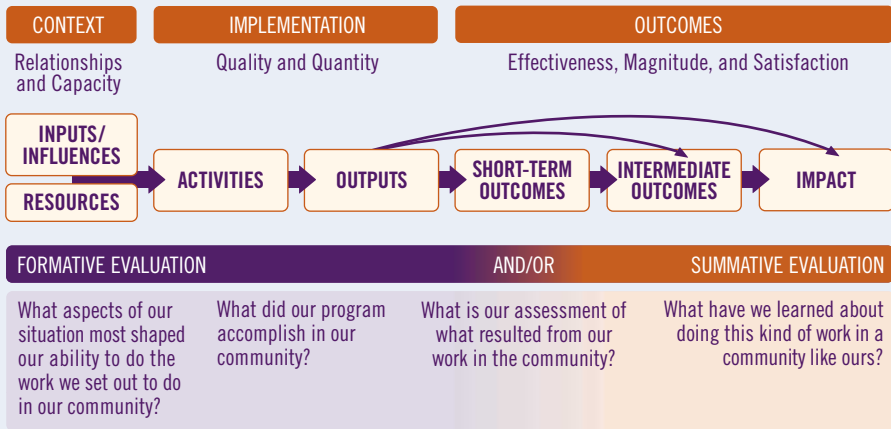 CONTEXT
IMPLEMENTATION
OUTCOMES
Relationships
and Capacity
Quality and Quantity
Effectiveness, Magnitude, and Satisfaction
INPUTS/
INFLUENCES
RESOURCES
ACTIVITIES
OUTPUTS
SHORT-TERM
OUTCOMES
INTERMEDIATE
OUTCOMES
IMPACT
FORMATIVE EVALUATION
AND/OR
SUMMATIVE EVALUATION
What aspects of our
situation most shaped
our ability to do the
work we set out to do
in our community?
What did our program
accomplish in our
community?
What is our assessment of
what resulted from our
work in the community?
What have we learned about
doing this kind of work in a
community like ours?